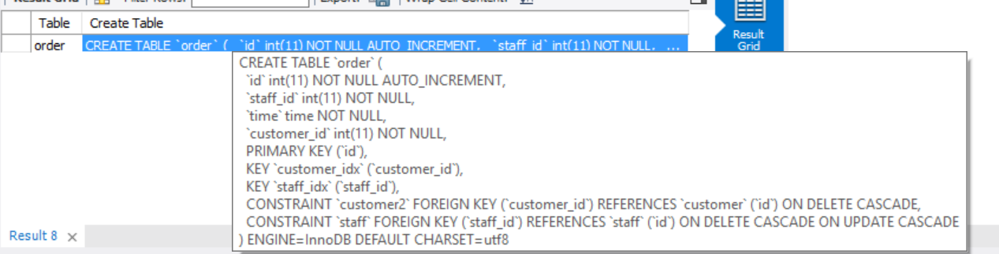 Result Grid Filter Rows: Export: Wrap Cell Content:
Table Create Table
order CREATE TABLE `order` ( `id` int(11) NOT NULL AUTO_INCREMENT, `staff_id` int(11) NOT NULL, ...
Result
Grid
CREATE TABLE `order` (
`id` int(11) NOT NULL AUTO_INCREMENT,
`staff_id` int(11) NOT NULL,
`time` time NOT NULL,
`customer_id` int(11) NOT NULL,
PRIMARY KEY (`id`),
KEY `customer_idx` (`customer_id`),
KEY `staff_idx` (`staff_id`),
CONSTRAINT `customer2` FOREIGN KEY (`customer_id`) REFERENCES `customer` (`id`) ON DELETE CASCADE,
CONSTRAINT `staff` FOREIGN KEY (`staff_id`) REFERENCES `staff` (`id`) ON DELETE CASCADE ON UPDATE CASCADE
) ENGINE=InnoDB DEFAULT CHARSET=utf8
Result 8